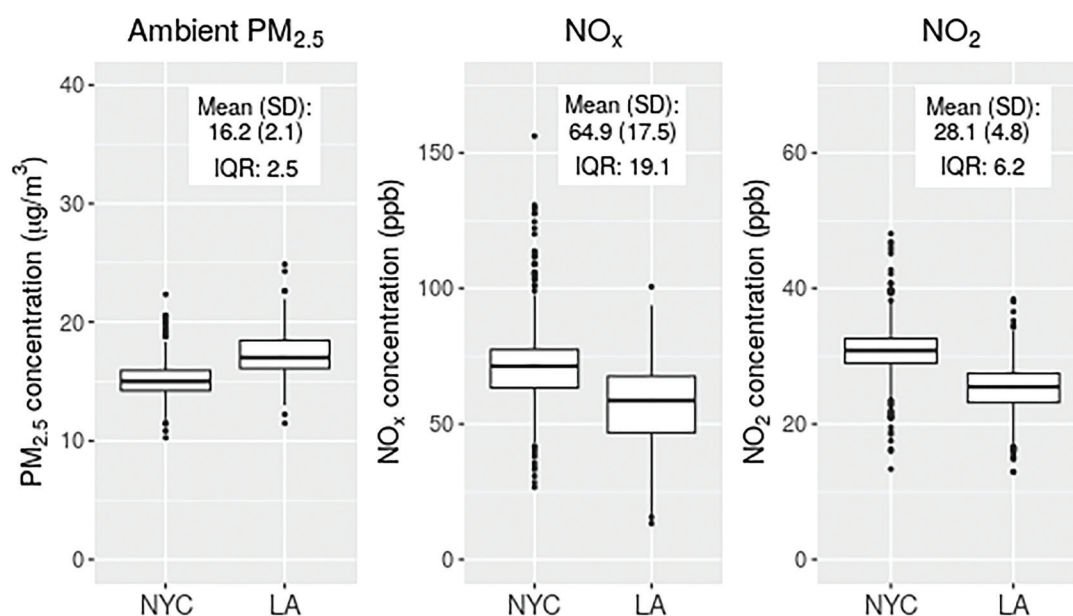 Ambient PM2.5
PM2.5 concentration (μg/m3)
40
30
20
10
0
Mean (SD):
16.2 (2.1)
IQR: 2.5
NYC
LA
NOx
NOx concentration (ppb)
150
100
50
0
Mean (SD):
64.9 (17.5)
IQR: 19.1
NYC
LA
NO2
NO2 concentration (ppb)
60
40
20
0
Mean (SD):
28.1 (4.8)
IQR: 6.2
NYC
LA